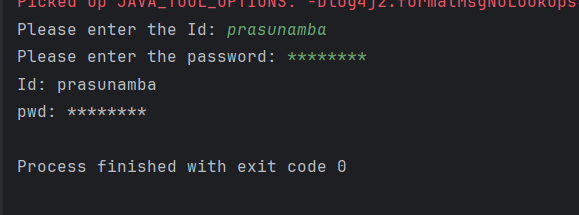 Picked up JAVA_TOOL_OPTIONS: -Dlog4j2.formatMsgNoLookups
Please enter the Id: prasunamba
Please enter the password: ********
Id: prasunamba
pwd: ********
Process finished with exit code 0